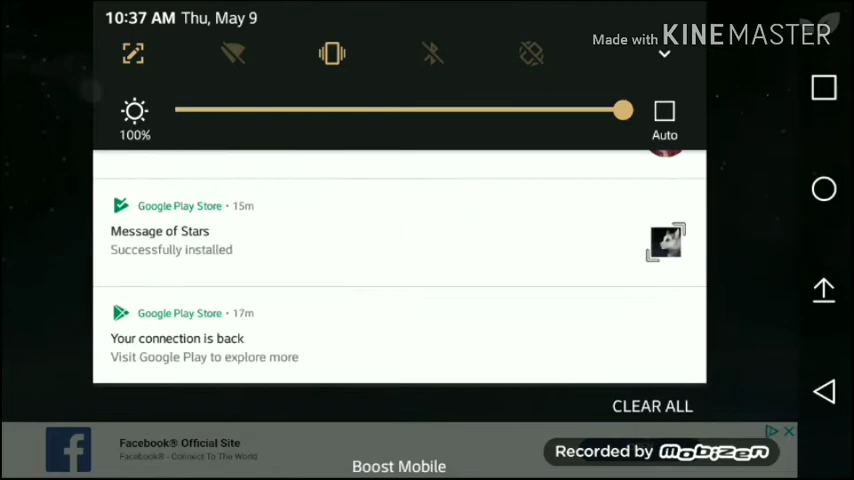 10:37 AM Thu, May 9
Made with KINEMASTER
100%
Auto
Google Play Store • 15m
Message of Stars
Successfully installed
Google Play Store • 17m
Your connection is back
Visit Google Play to explore more
CLEAR ALL
Facebook® Official Site
Facebook® - Connect To The World
Recorded by mobizen
Boost Mobile